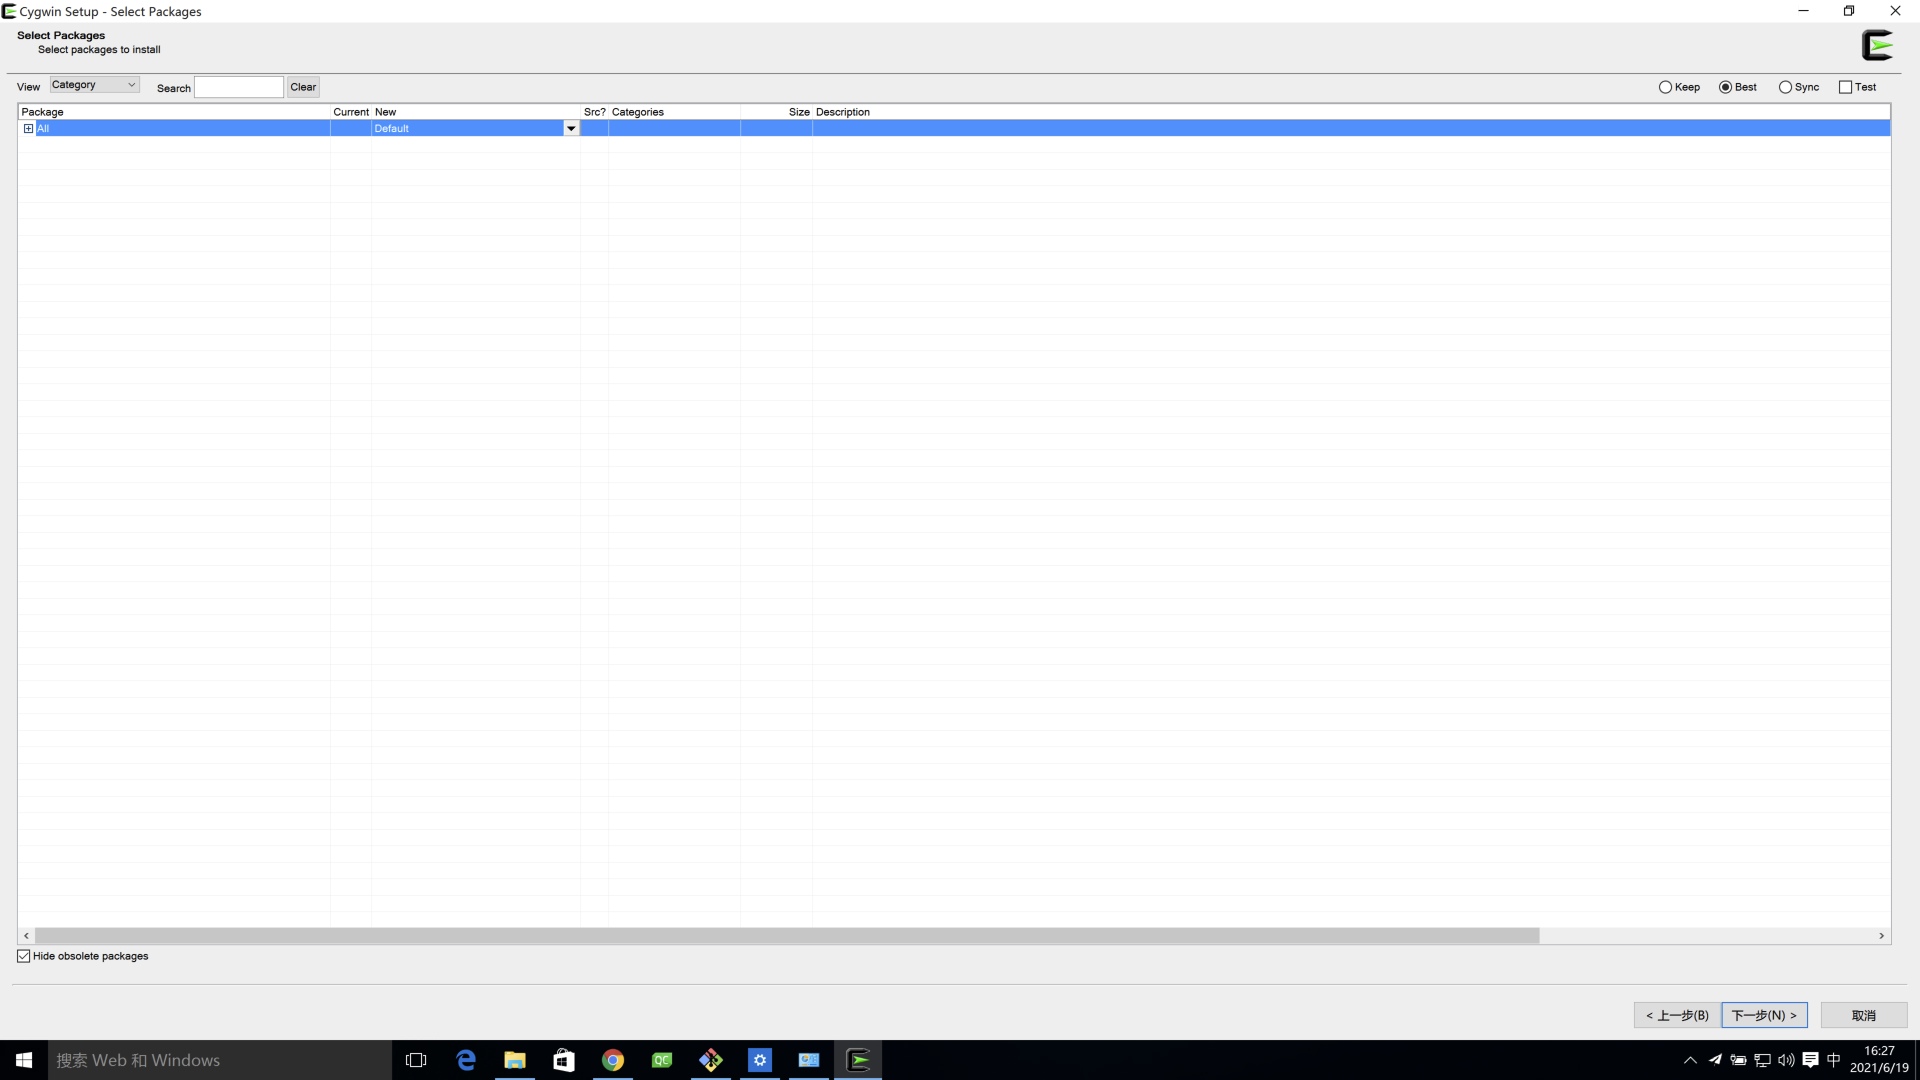 Cygwin Setup - Select Packages
Select Packages
Select packages to install
View Category Search Clear Keep Best Sync Test
Package Current New Src? Categories Size Description
All Default
Hide obsolete packages
< 上一步(B) 下一步(N) > 取消
搜索 Web 和 Windows QC 中 16:27
2021/6/19